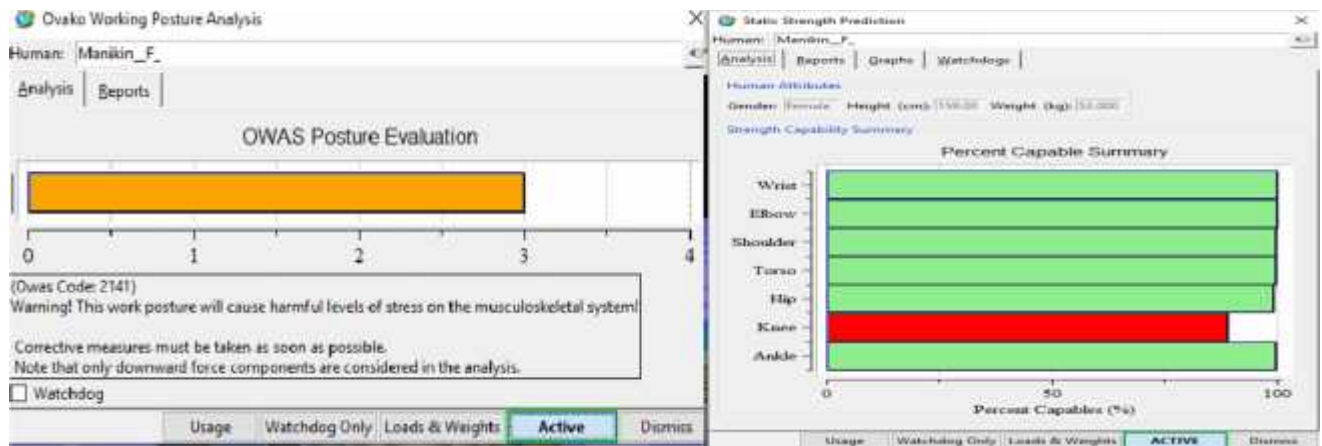 Ovako Working Posture Analysis
Human: Manikin_F_
Analysis Reports
OWAS Posture Evaluation
0 1 2 3 4
(Owas Code: 2141)
Warning! This work posture will cause harmful levels of stress on the musculoskeletal system!
Corrective measures must be taken as soon as possible.
Note that only downward force components are considered in the analysis.
Watchdog
Usage Watchdog Only Loads & Weights Active Dismiss
Static Strength Prediction
Human: Manikin_F_
Analysis Reports Graphs Watchdogs
Human Attributes
Gender: Female Height (cm): Weight (kg):
Strength Capability Summary
Percent Capable Summary
Wrist
Elbow
Shoulder
Torso
Hip
Knee
Ankle
0 50 100
Percent Capables (%)
Usage Watchdog Only Loads & Weights ACTIVE Dismiss